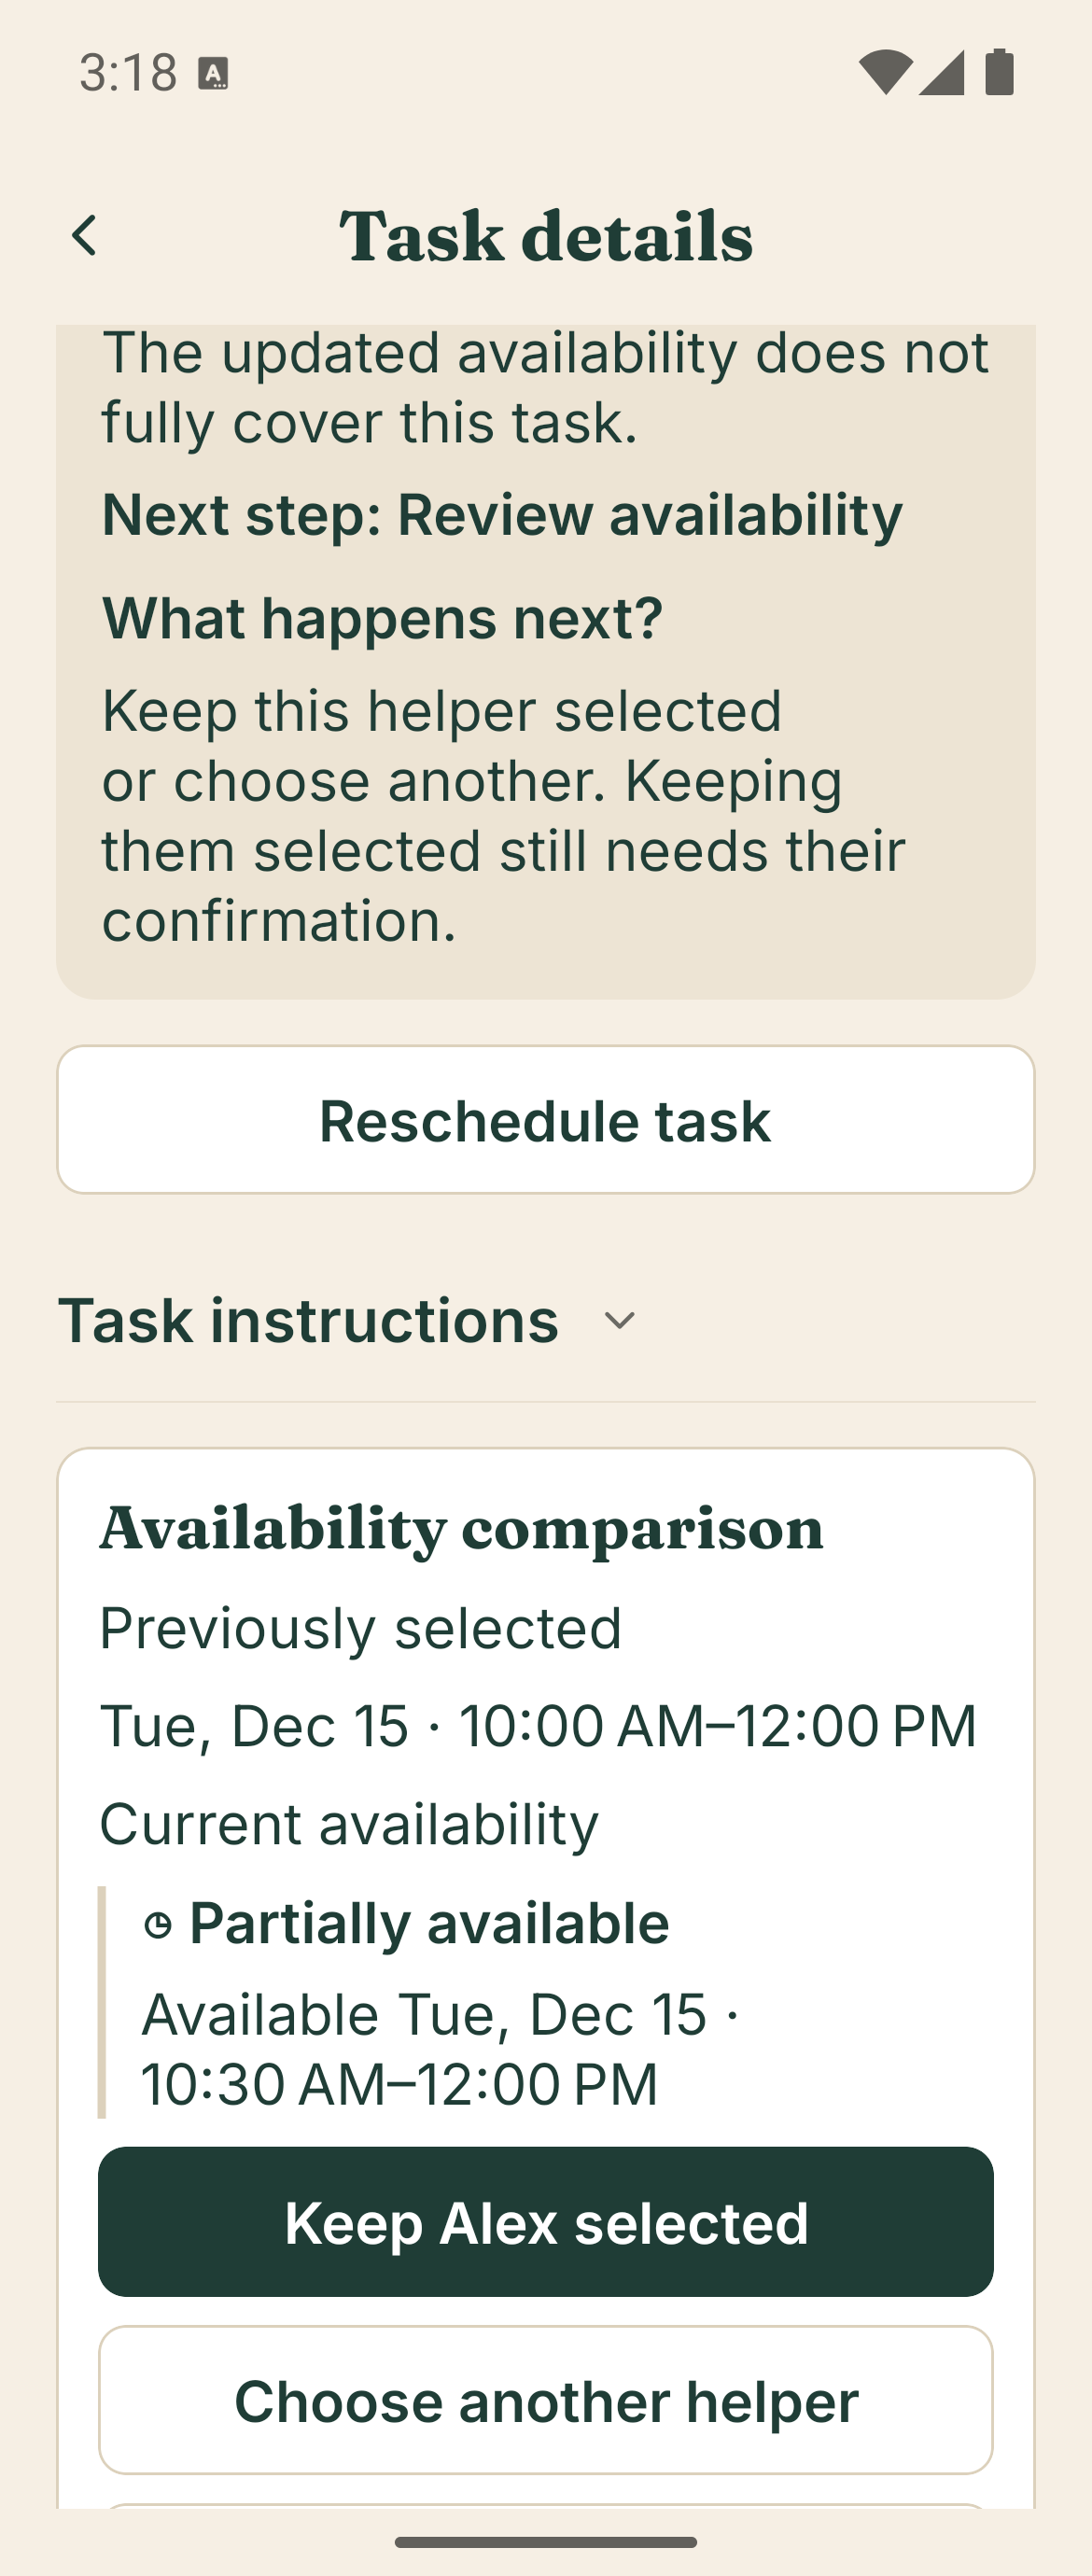 3:18
Task details
The updated availability does not
fully cover this task.
Next step: Review availability
What happens next?
Keep this helper selected
or choose another. Keeping
them selected still needs their
confirmation.
Reschedule task
Task instructions
Availability comparison
Previously selected
Tue, Dec 15 · 10:00 AM–12:00 PM
Current availability
Partially available
Available Tue, Dec 15 ·
10:30 AM–12:00 PM
Keep Alex selected
Choose another helper